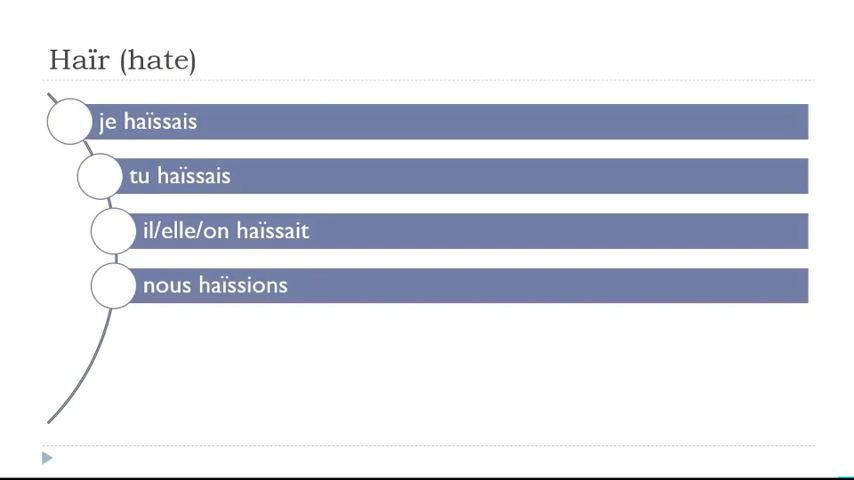 Haïr (hate)
je haïssais
tu haïssais
il/elle/on haïssait
nous haïssions